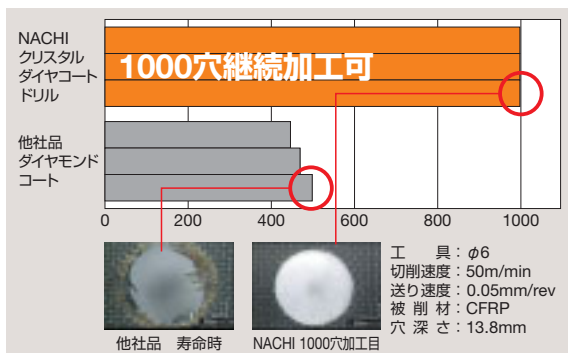 NACHI
クリスタル
ダイヤコート
ドリル
1000穴継続加工可
他社品
ダイヤモンド
コート
0 200 400 600 800 1000
他社品 寿命時
NACHI 1000穴加工目
工 具：φ6
切削速度：50m/min
送り速度：0.05mm/rev
被 削 材：CFRP
穴 深 さ：13.8mm